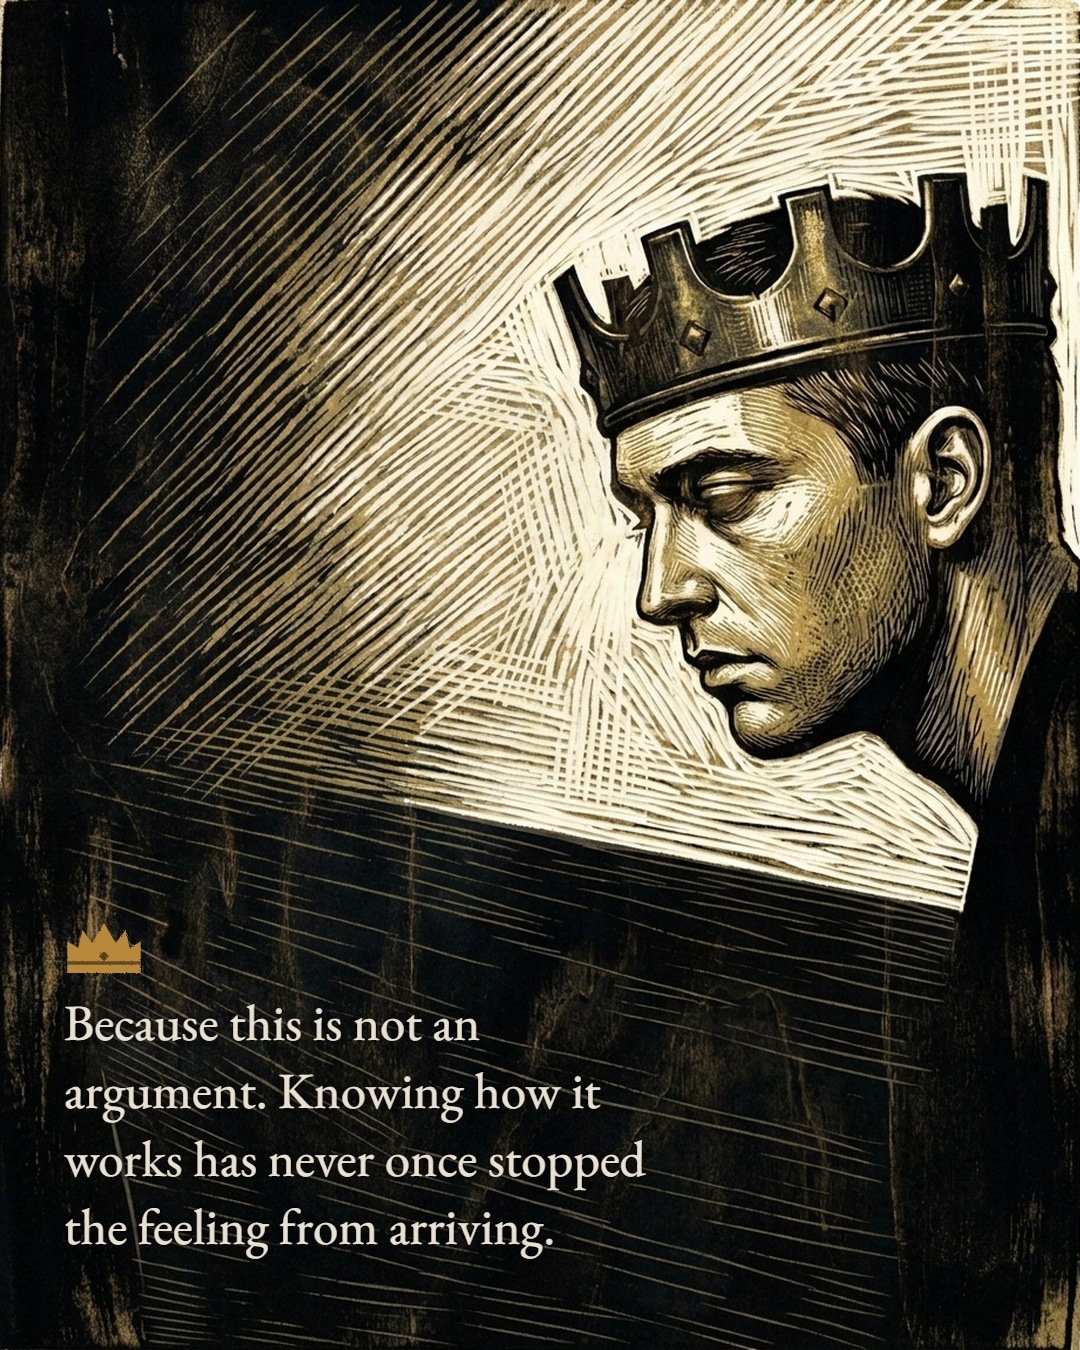 Because this is not an
argument. Knowing how it
works has never once stopped
the feeling from arriving.